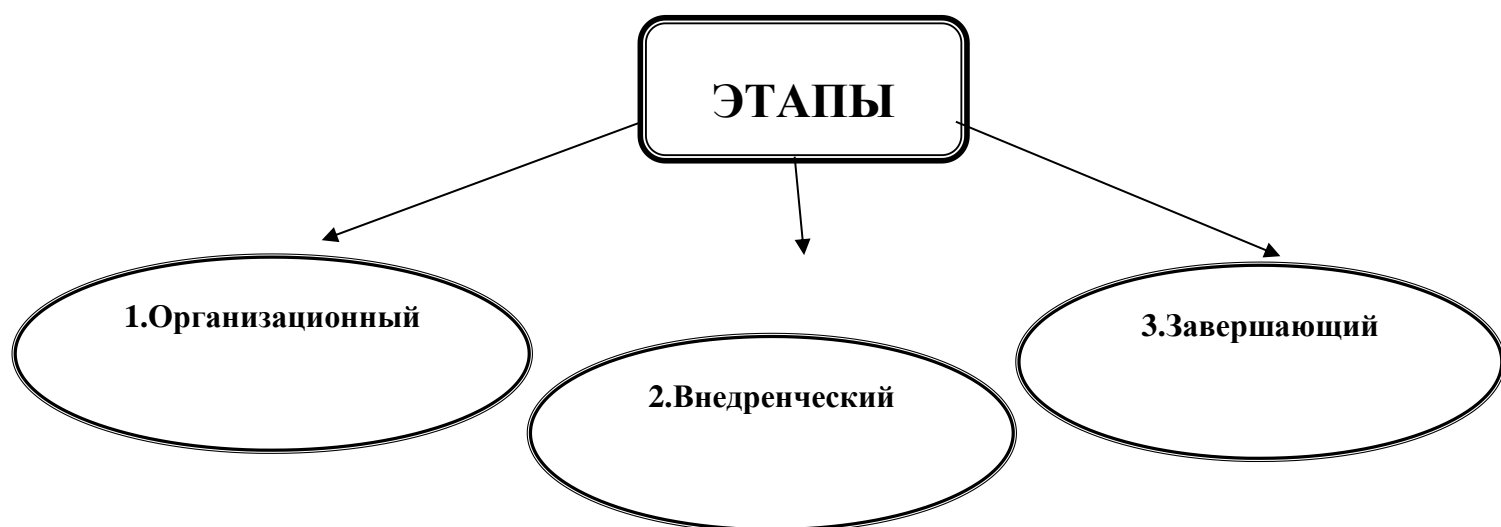 ЭТАПЫ
1.Организационный
2.Внедренческий
3.Завершающий